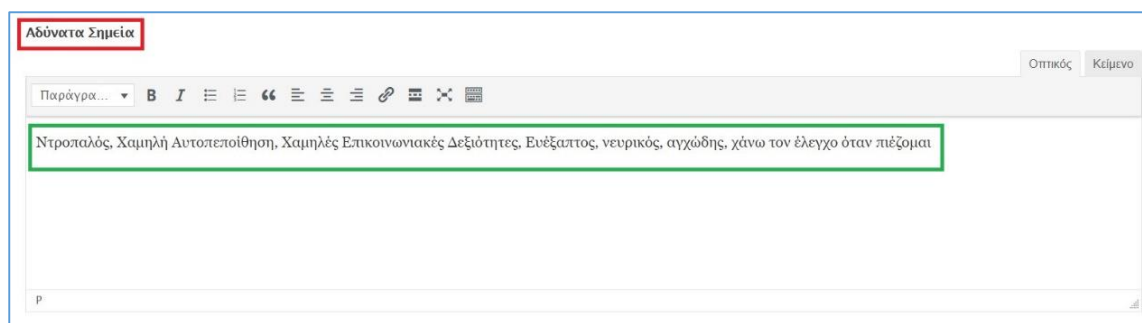 Αδύνατα Σημεία
Οπτικός Κείμενο
Παράγρα...
Ντροπαλός, Χαμηλή Αυτοπεποίθηση, Χαμηλές Επικοινωνιακές Δεξιότητες, Ευέξαπτος, νευρικός, αγχώδης, χάνω τον έλεγχο όταν πιέζομαι
P